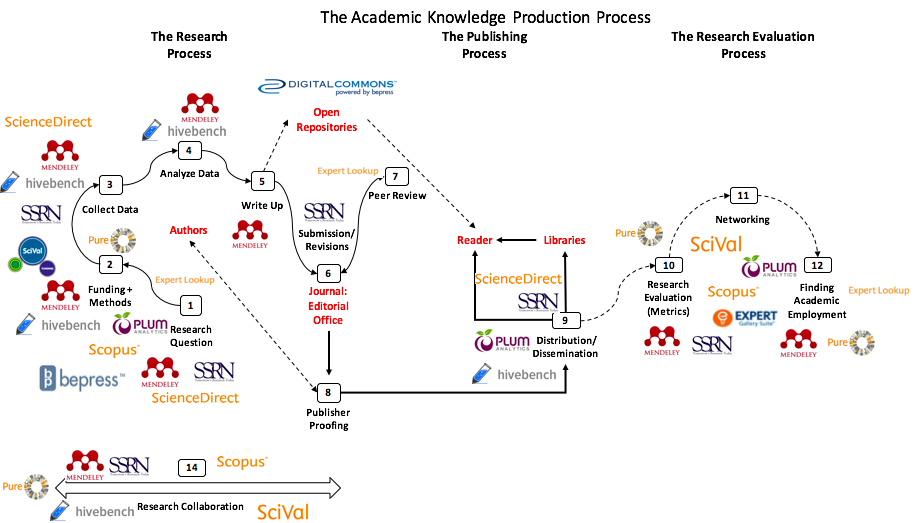 The Academic Knowledge Production Process
The Research
Process
The Publishing
Process
The Research Evaluation
Process
DIGITALCOMMONS™
powered by bepress
Open
Repositories
ScienceDirect
MENDELEY
hivebench
4
Analyze Data
MENDELEY
hivebench
3
Collect Data
SSRN
5
Write Up
MENDELEY
Expert Lookup
7
Peer Review
SSRN
Submission/
Revisions
6
Journal:
Editorial
Office
Authors
Pure
SciVal
2
Funding +
Methods
Expert Lookup
1
Research
Question
MENDELEY
hivebench
PLUM
ANALYTICS
Scopus®
bepress™
MENDELEY
SSRN
ScienceDirect
8
Publisher
Proofing
Reader
Libraries
ScienceDirect
SSRN
9
Distribution/
Dissemination
PLUM
ANALYTICS
hivebench
Pure
10
Research
Evaluation
(Metrics)
MENDELEY
SSRN
11
Networking
SciVal
Scopus®
EXPERT
Gallery Suite™
PLUM
ANALYTICS
12
Finding
Academic
Employment
Expert Lookup
MENDELEY
Pure
MENDELEY
SSRN
14
Scopus®
Pure
hivebench
Research Collaboration
SciVal